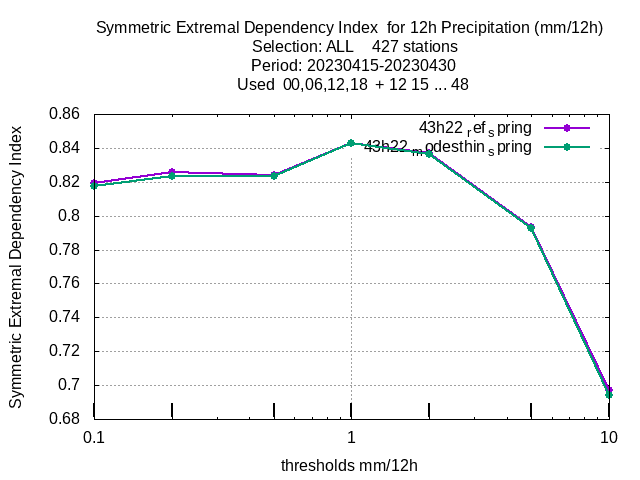 Symmetric Extremal Dependency Index  for 12h Precipitation (mm/12h)
Selection: ALL    427 stations
Period: 20230415-20230430
Used  00,06,12,18  + 12 15 ... 48
Symmetric Extremal Dependency Index
43h22 ref spring
43h22 modesthin spring
0.86
0.84
0.82
0.8
0.78
0.76
0.74
0.72
0.7
0.68
0.1
1
10
thresholds mm/12h